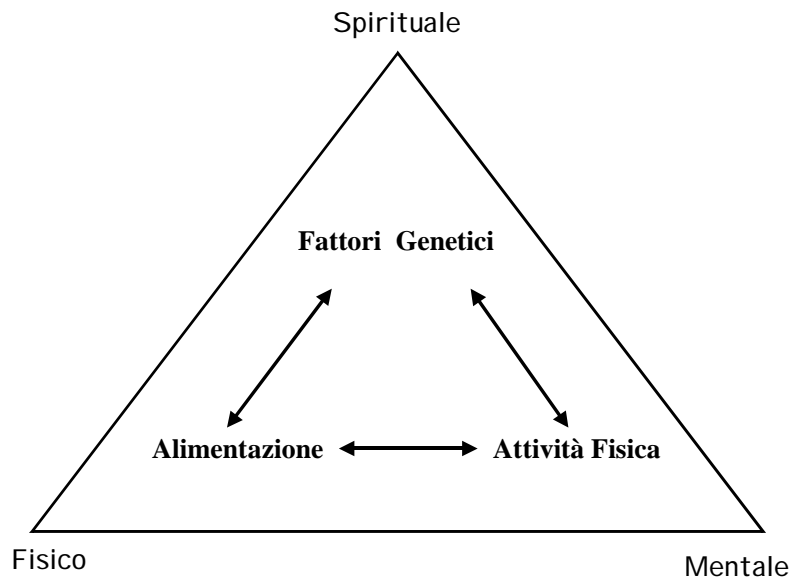 Spirituale
Fattori Genetici
Alimentazione
Attività Fisica
Fisico
Mentale